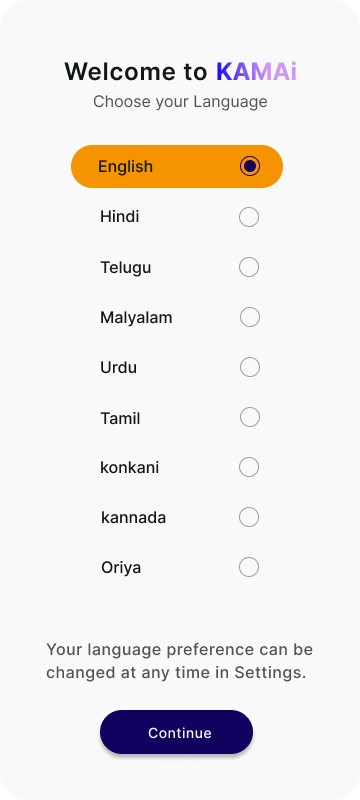 Welcome to KAMAi
Choose your Language
English
Hindi
Telugu
Malyalam
Urdu
Tamil
konkani
kannada
Oriya
Your language preference can be
changed at any time in Settings.
Continue